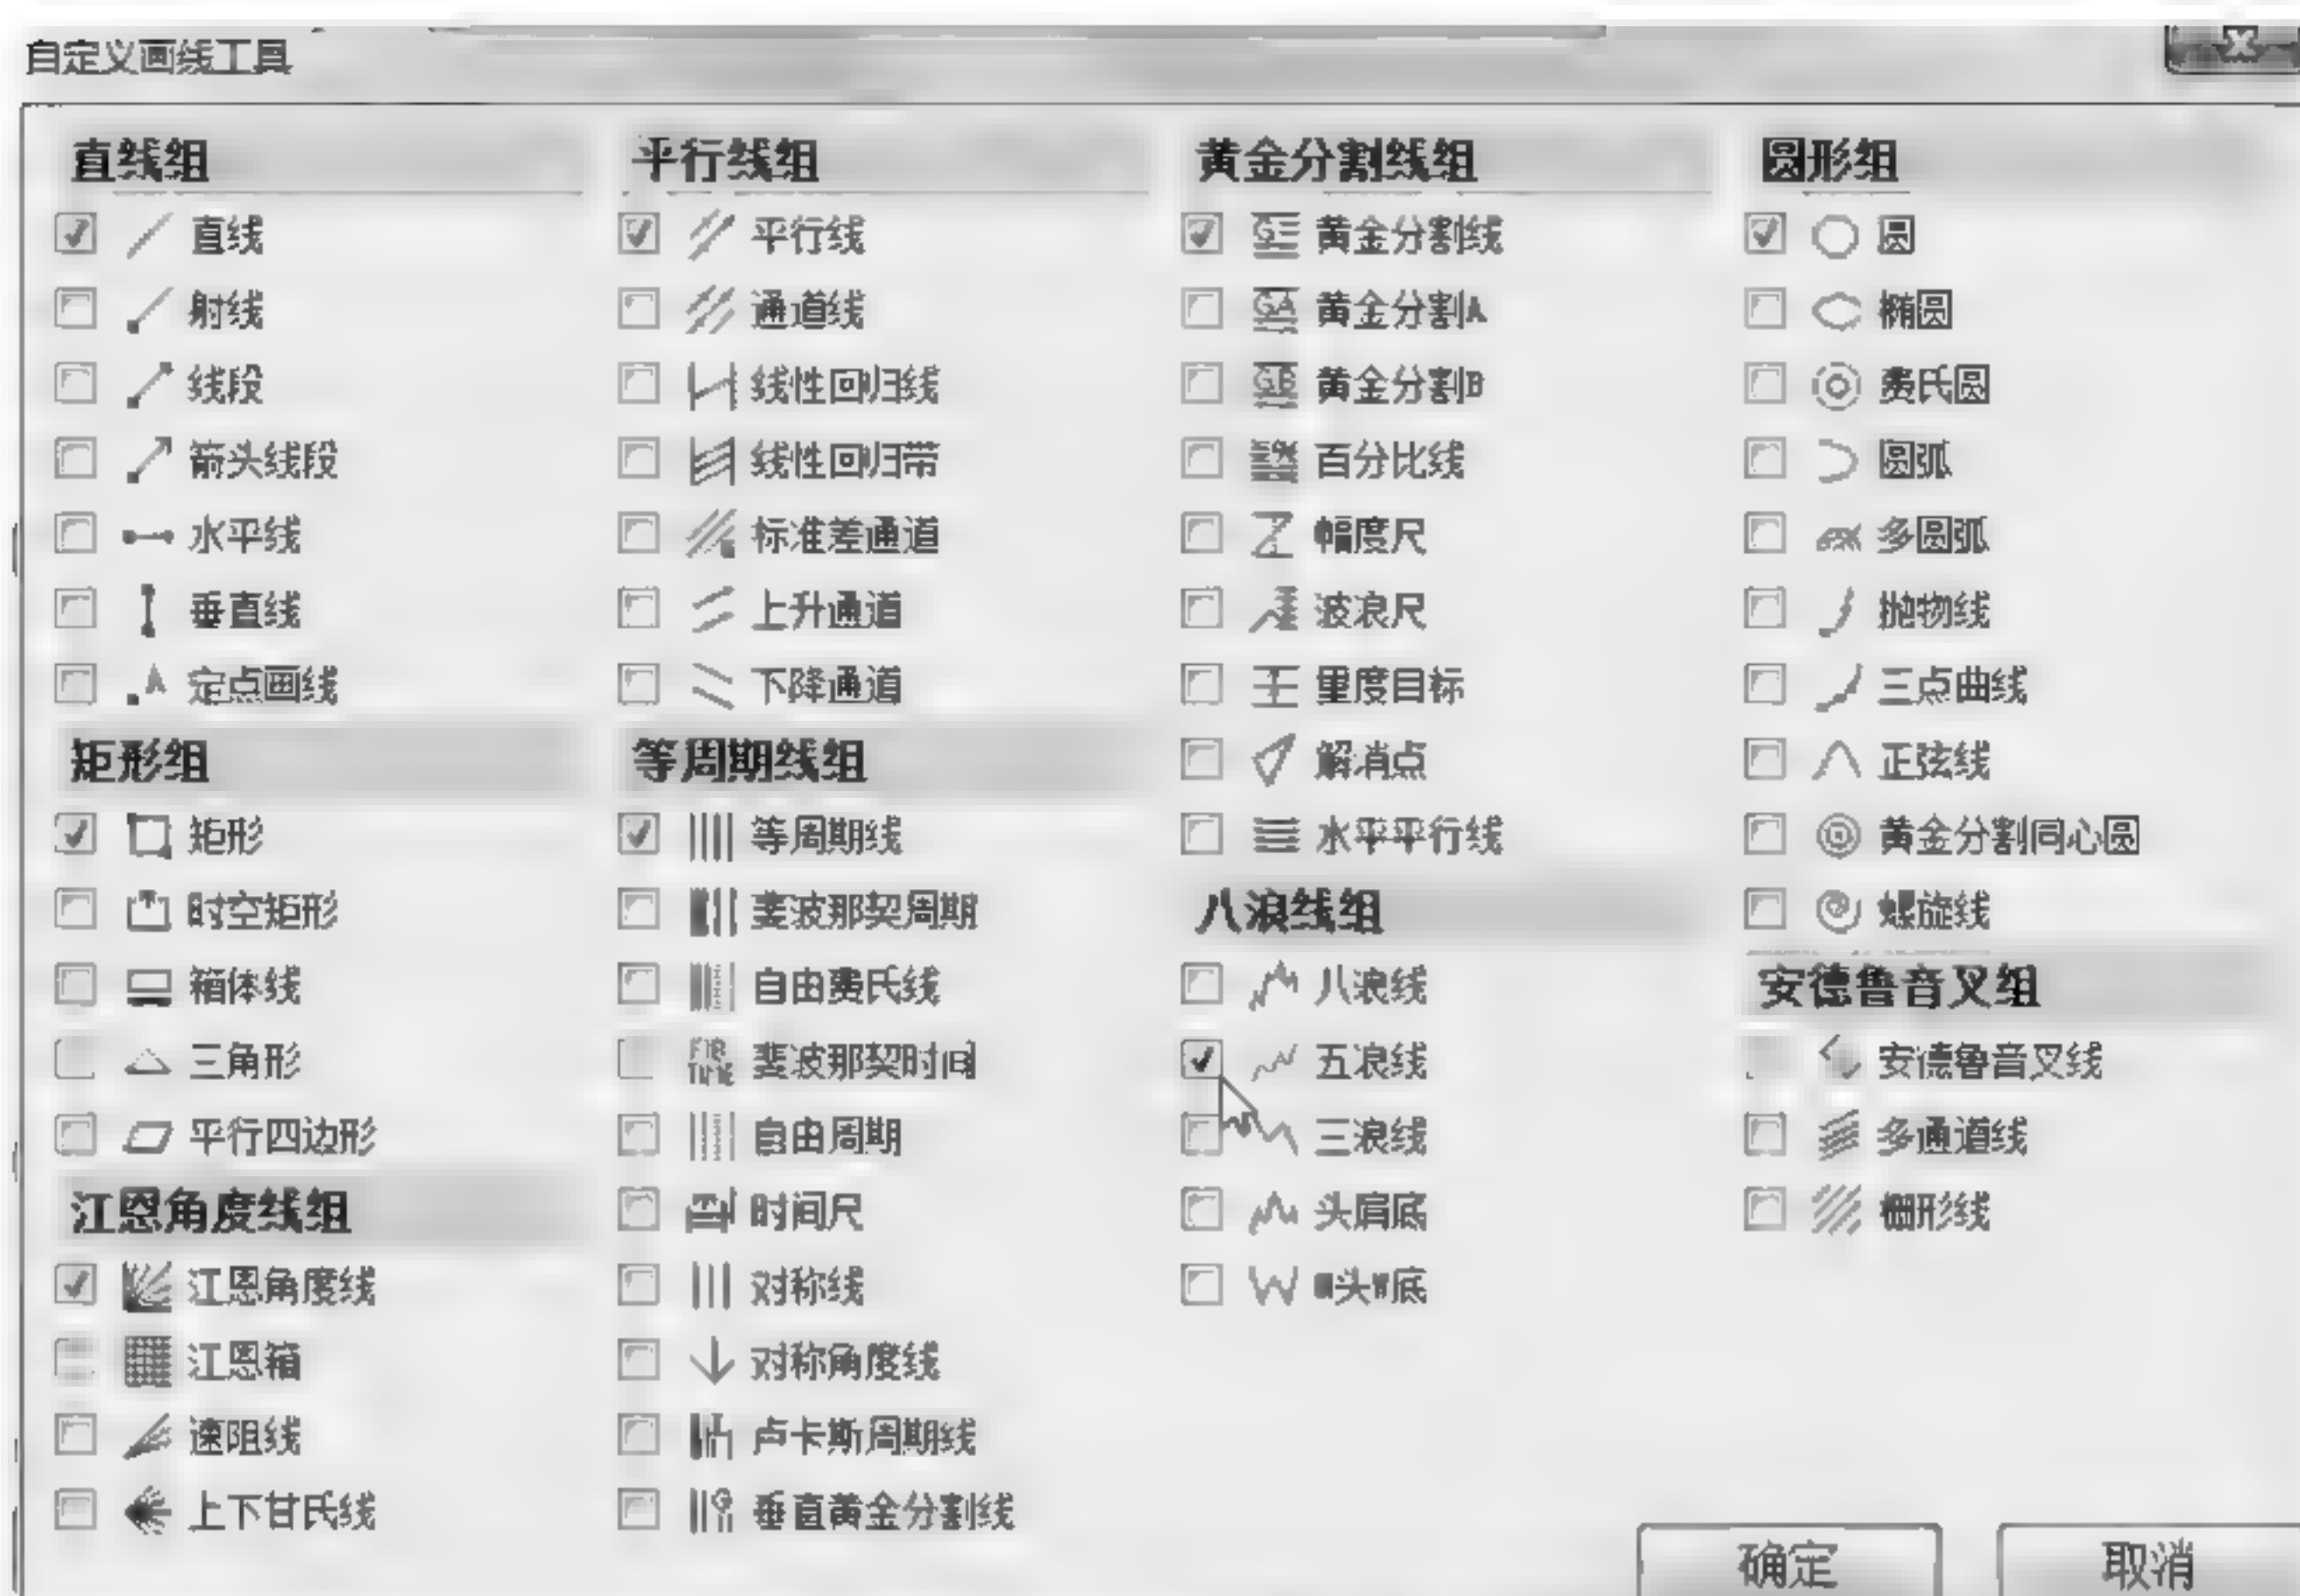 自定义画线工具
直线组
直线
射线
线段
箭头线段
水平线
垂直线
定点画线
矩形组
矩形
时空矩形
箱体线
三角形
平行四边形
江恩角度线组
江恩角度线
江恩箱
速阻线
上下甘氏线
平行线组
平行线
通道线
线性回归线
线性回归带
标准差通道
上升通道
下降通道
等周期线组
等周期线
斐波那契周期
自由费氏线
斐波那契时间
自由周期
时间尺
对称线
对称角度线
卢卡斯周期线
垂直黄金分割线
黄金分割线组
黄金分割线
黄金分割A
黄金分割B
百分比线
幅度尺
波浪尺
量度目标
解消点
水平平行线
八浪线组
八浪线
五浪线
三浪线
头肩底
M头W底
圆形组
圆
椭圆
费氏圆
圆弧
多圆弧
抛物线
三点曲线
正弦线
黄金分割同心圆
螺旋线
安德鲁音叉组
安德鲁音叉线
多通道线
栅形线
确定
取消